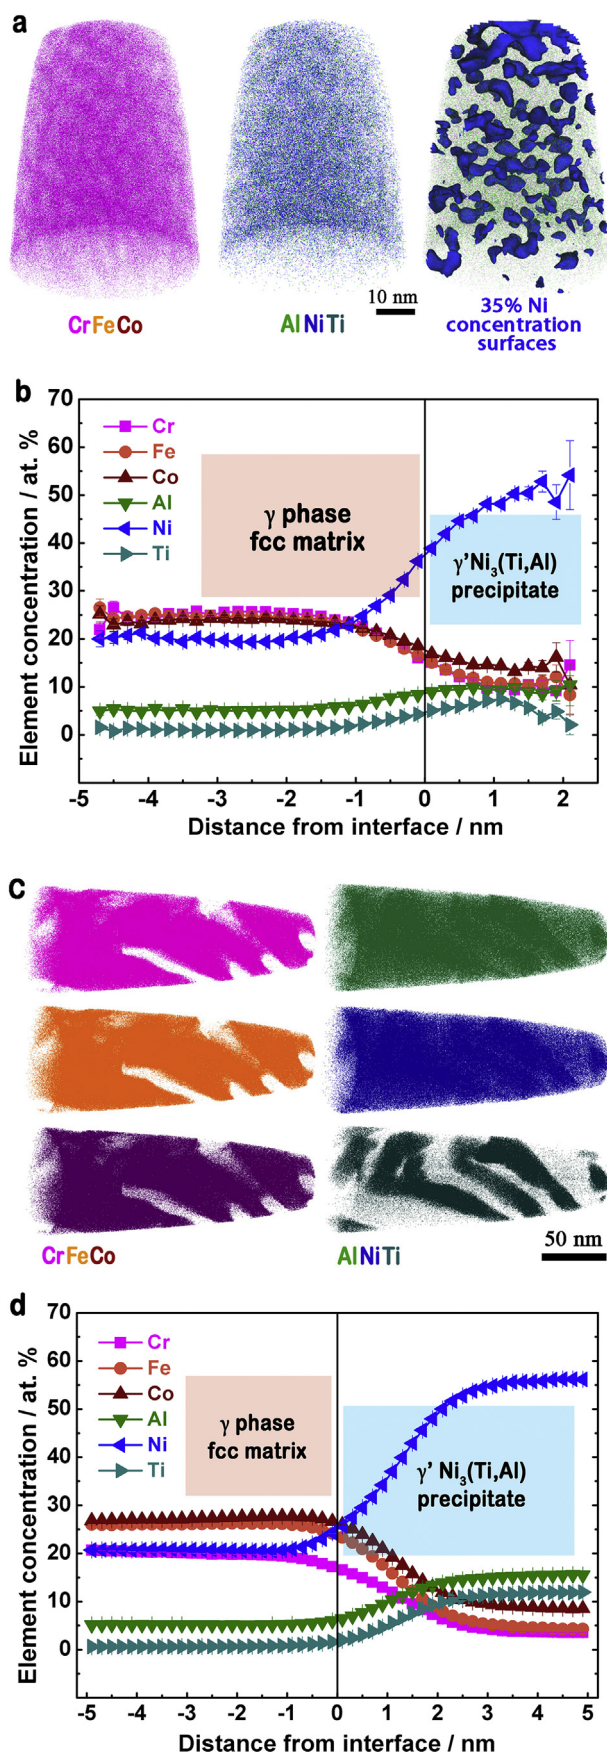 a
CrFeCo
AlNiTi
10 nm
35% Ni
concentration
surfaces
b
Element concentration / at. %
70
60
50
40
30
20
10
0
Cr
Fe
Co
Al
Ni
Ti
γ phase
fcc matrix
γ'Ni3(Ti,Al)
precipitate
-5 -4 -3 -2 -1 0 1 2
Distance from interface / nm
c
CrFeCo
AlNiTi
50 nm
d
Element concentration / at. %
70
60
50
40
30
20
10
0
Cr
Fe
Co
Al
Ni
Ti
γ phase
fcc matrix
γ' Ni3(Ti,Al)
precipitate
-5 -4 -3 -2 -1 0 1 2 3 4 5
Distance from interface / nm